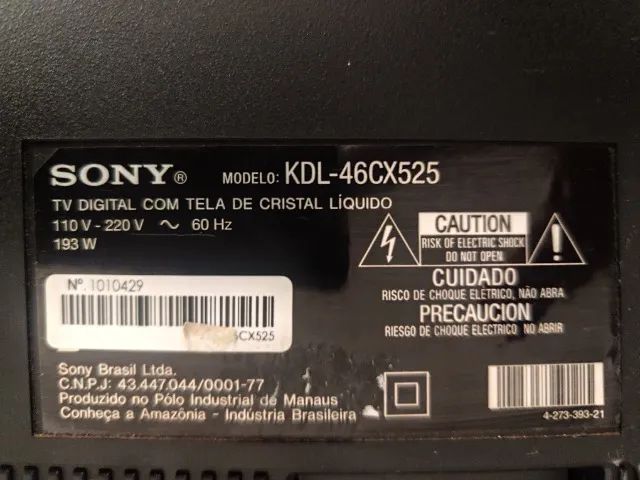 SONY® MODELO: KDL-46CX525
TV DIGITAL COM TELA DE CRISTAL LÍQUIDO
110 V - 220 V ~ 60 Hz
193 W
CAUTION
RISK OF ELECTRIC SHOCK
DO NOT OPEN
CUIDADO
RISCO DE CHOQUE ELÉTRICO, NÃO ABRA
PRECAUCION
RIESGO DE CHOQUE ELECTRICO NO ABRIR
Nº. 1010429
CX525
Sony Brasil Ltda.
C.N.P.J: 43.447.044/0001-77
Produzido no Pólo Industrial de Manaus
Conheça a Amazônia - Indústria Brasileira
4-273-393-21